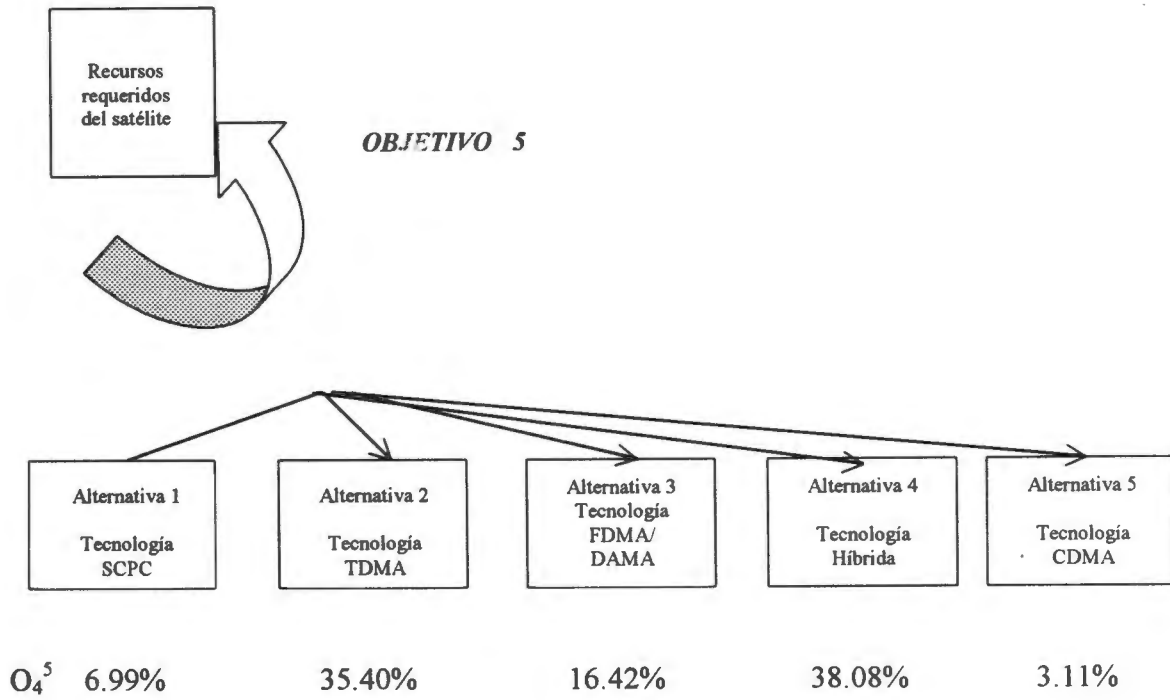 Recursos
requeridos
del satélite
OBJETIVO 5
Alternativa 1
Tecnología
SCPC
Alternativa 2
Tecnología
TDMA
Alternativa 3
Tecnología
FDMA/
DAMA
Alternativa 4
Tecnología
Híbrida
Alternativa 5
Tecnología
CDMA
O₄⁵ 6.99% 35.40% 16.42% 38.08% 3.11%